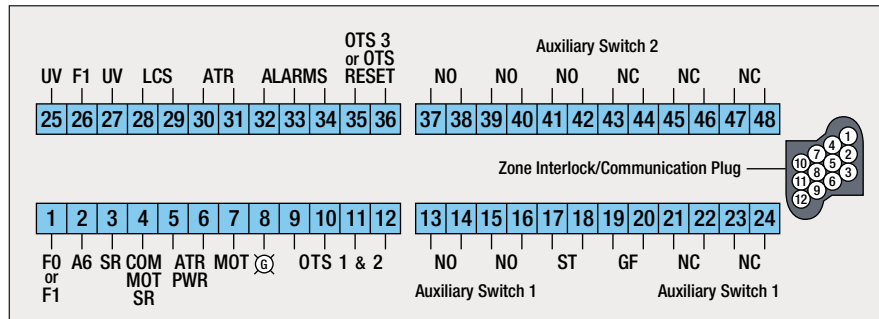 OTS 3
or OTS
RESET
Auxiliary Switch 2
UV F1 UV LCS ATR ALARMS NO NO NO NC NC NC
25 26 27 28 29 30 31 32 33 34 35 36 37 38 39 40 41 42 43 44 45 46 47 48
Zone Interlock/Communication Plug
1
4
7 2
10 5
8 3
11 6
9
12
1 2 3 4 5 6 7 8 9 10 11 12 13 14 15 16 17 18 19 20 21 22 23 24
F0
or
F1
A6
SR
COM
MOT
SR
ATR
PWR
MOT
G
OTS 1 & 2
NO NO ST GF NC NC
Auxiliary Switch 1 Auxiliary Switch 1